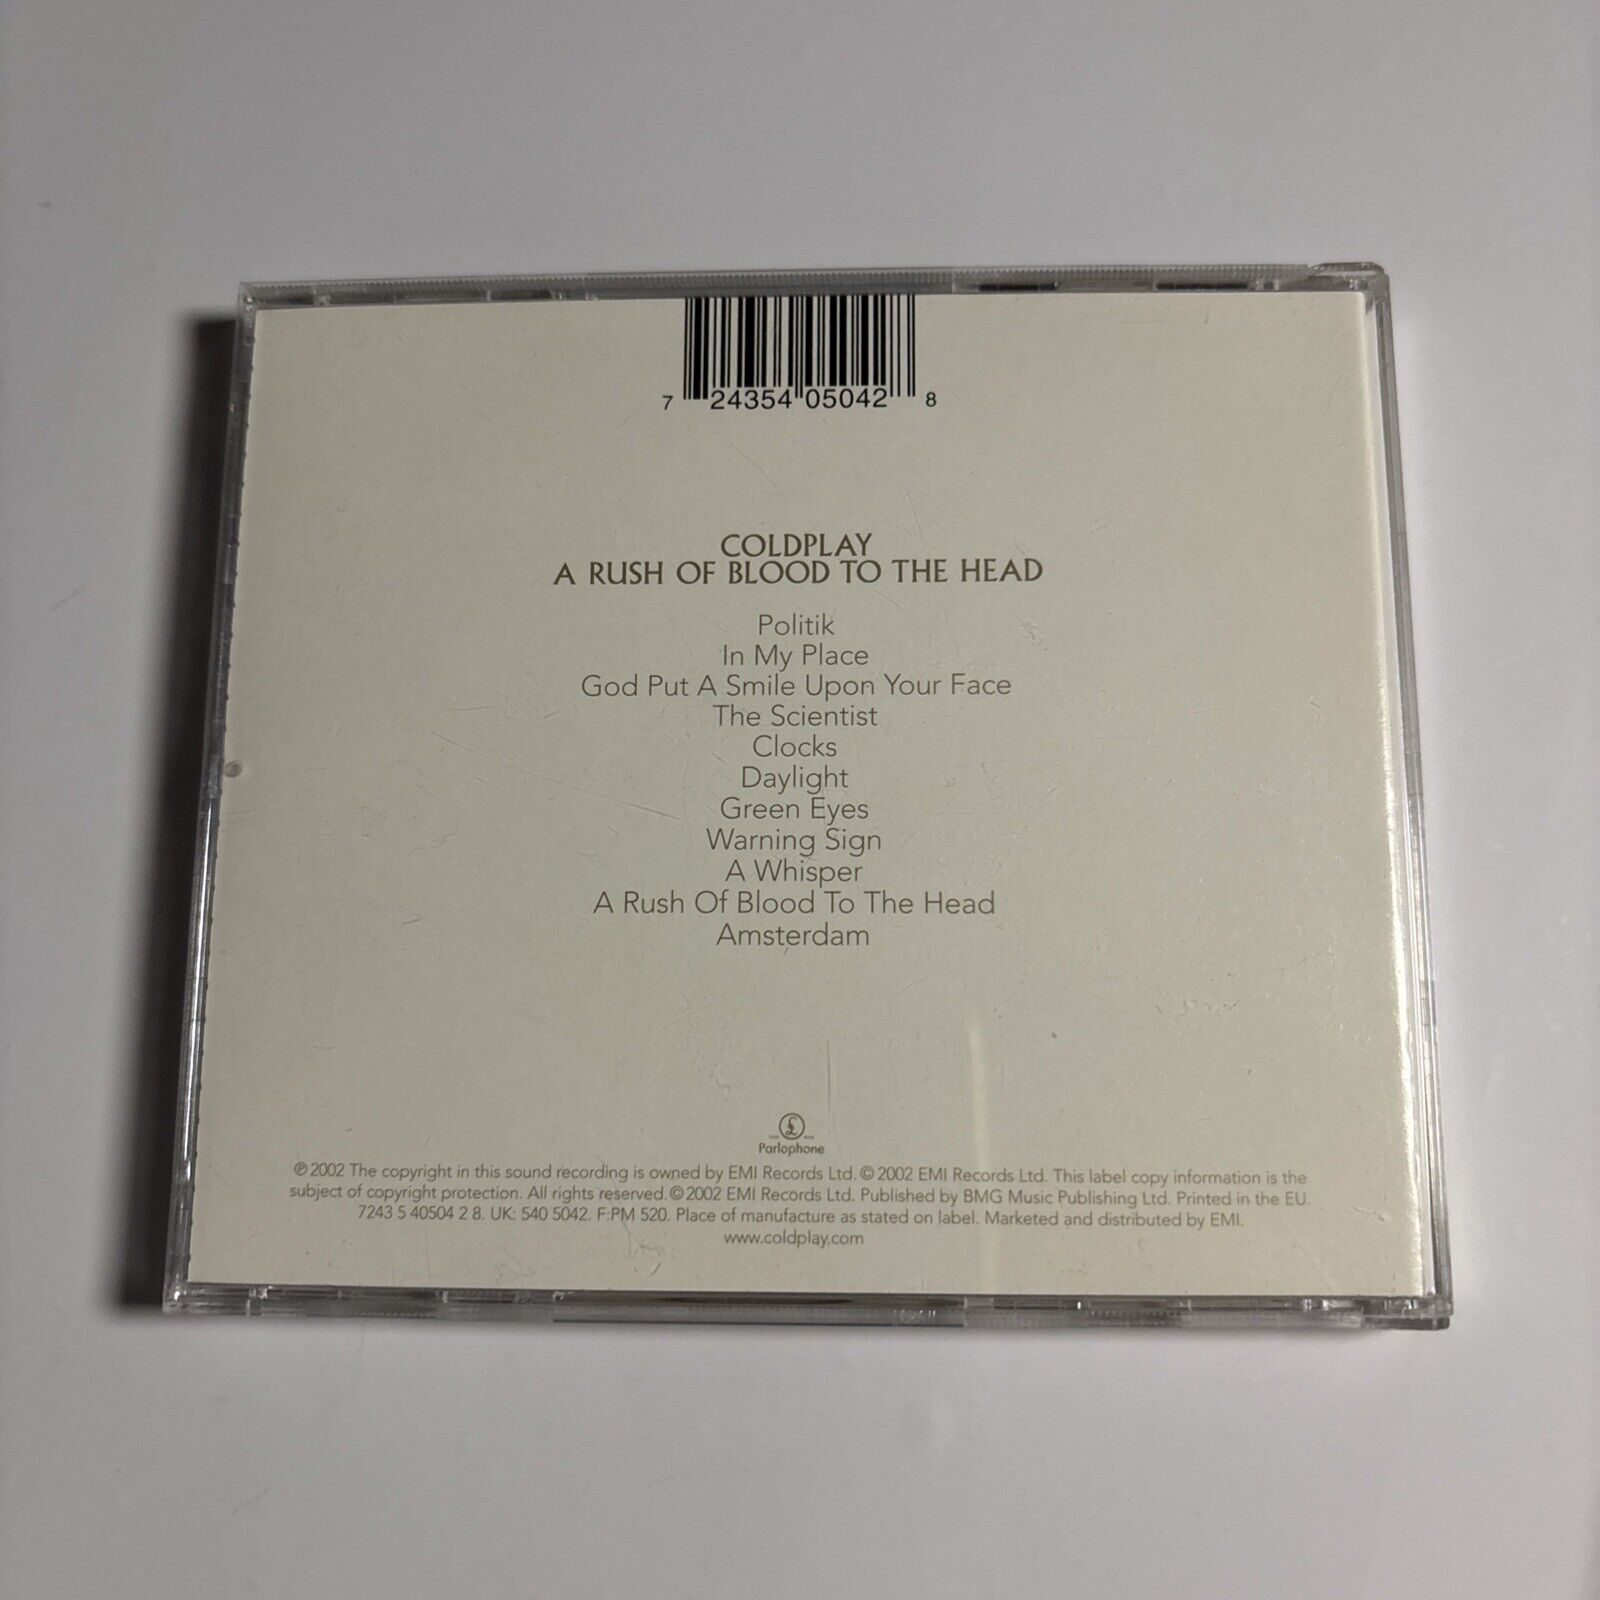 7 24354 05042 8
COLDPLAY
A RUSH OF BLOOD TO THE HEAD
Politik
In My Place
God Put A Smile Upon Your Face
The Scientist
Clocks
Daylight
Green Eyes
Warning Sign
A Whisper
A Rush Of Blood To The Head
Amsterdam
£
Parlophone
℗ 2002 The copyright in this sound recording is owned by EMI Records Ltd. © 2002 EMI Records Ltd. This label copy information is the
subject of copyright protection. All rights reserved. © 2002 EMI Records Ltd. Published by BMG Music Publishing Ltd. Printed in the EU.
7243 5 40504 2 8. UK: 540 5042. F:PM 520. Place of manufacture as stated on label. Marketed and distributed by EMI.
www.coldplay.com